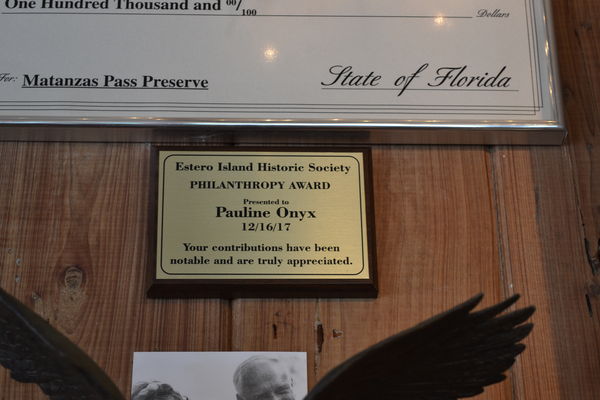 One Hundred Thousand and 00/100 Dollars
For: Matanzas Pass Preserve State of Florida
Estero Island Historic Society
PHILANTHROPY AWARD
Presented to
Pauline Onyx
12/16/17
Your contributions have been
notable and are truly appreciated.